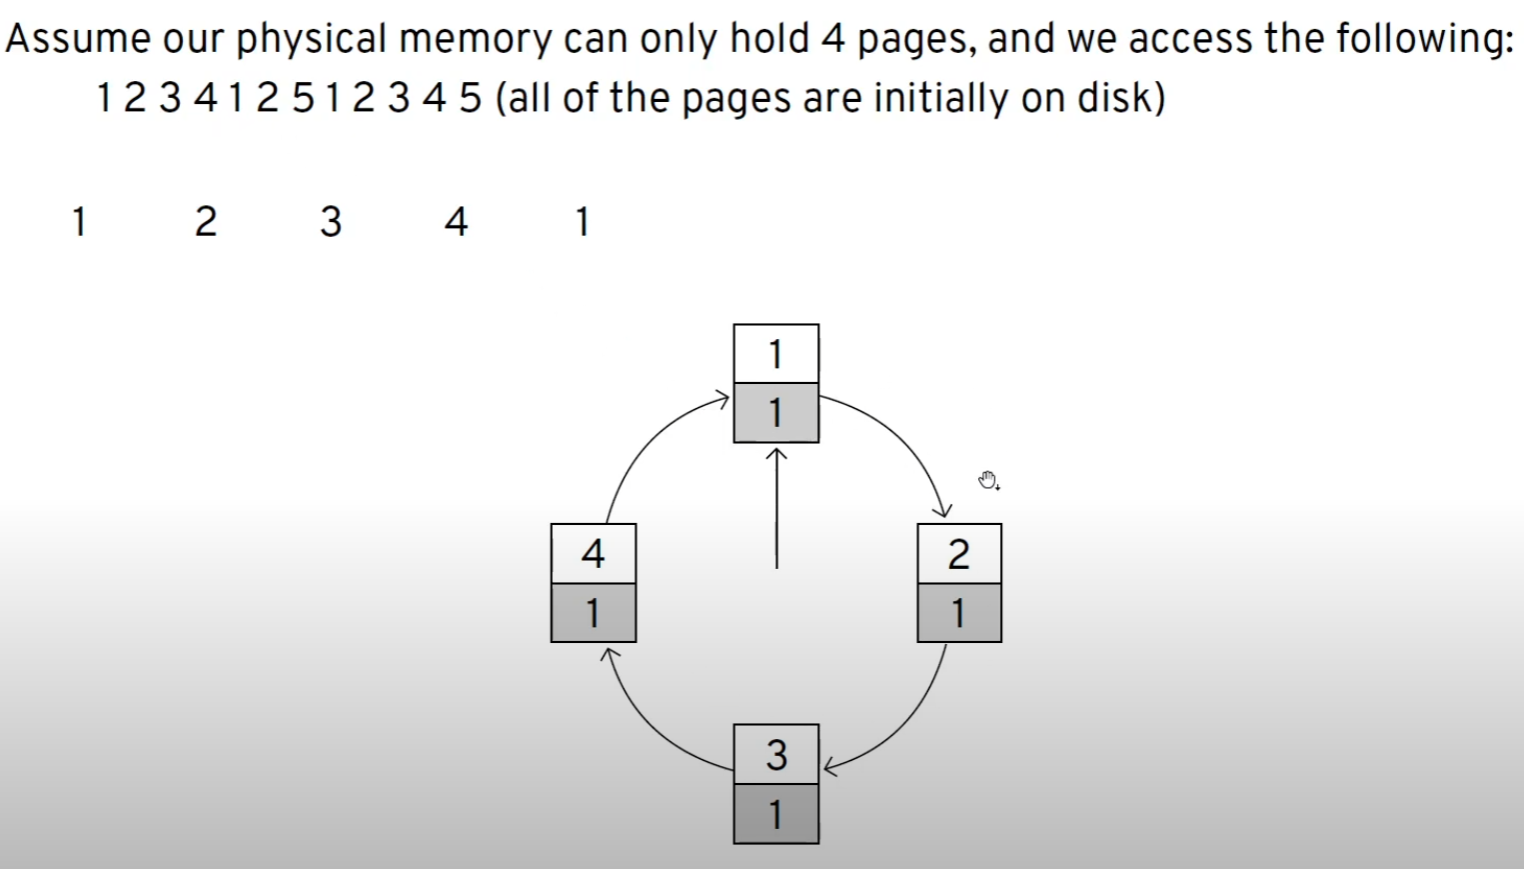 Assume our physical memory can only hold 4 pages, and we access the following:
1 2 3 4 1 2 5 1 2 3 4 5 (all of the pages are initially on disk)
1 2 3 4 1
1
1
4
2
1
1
3
1